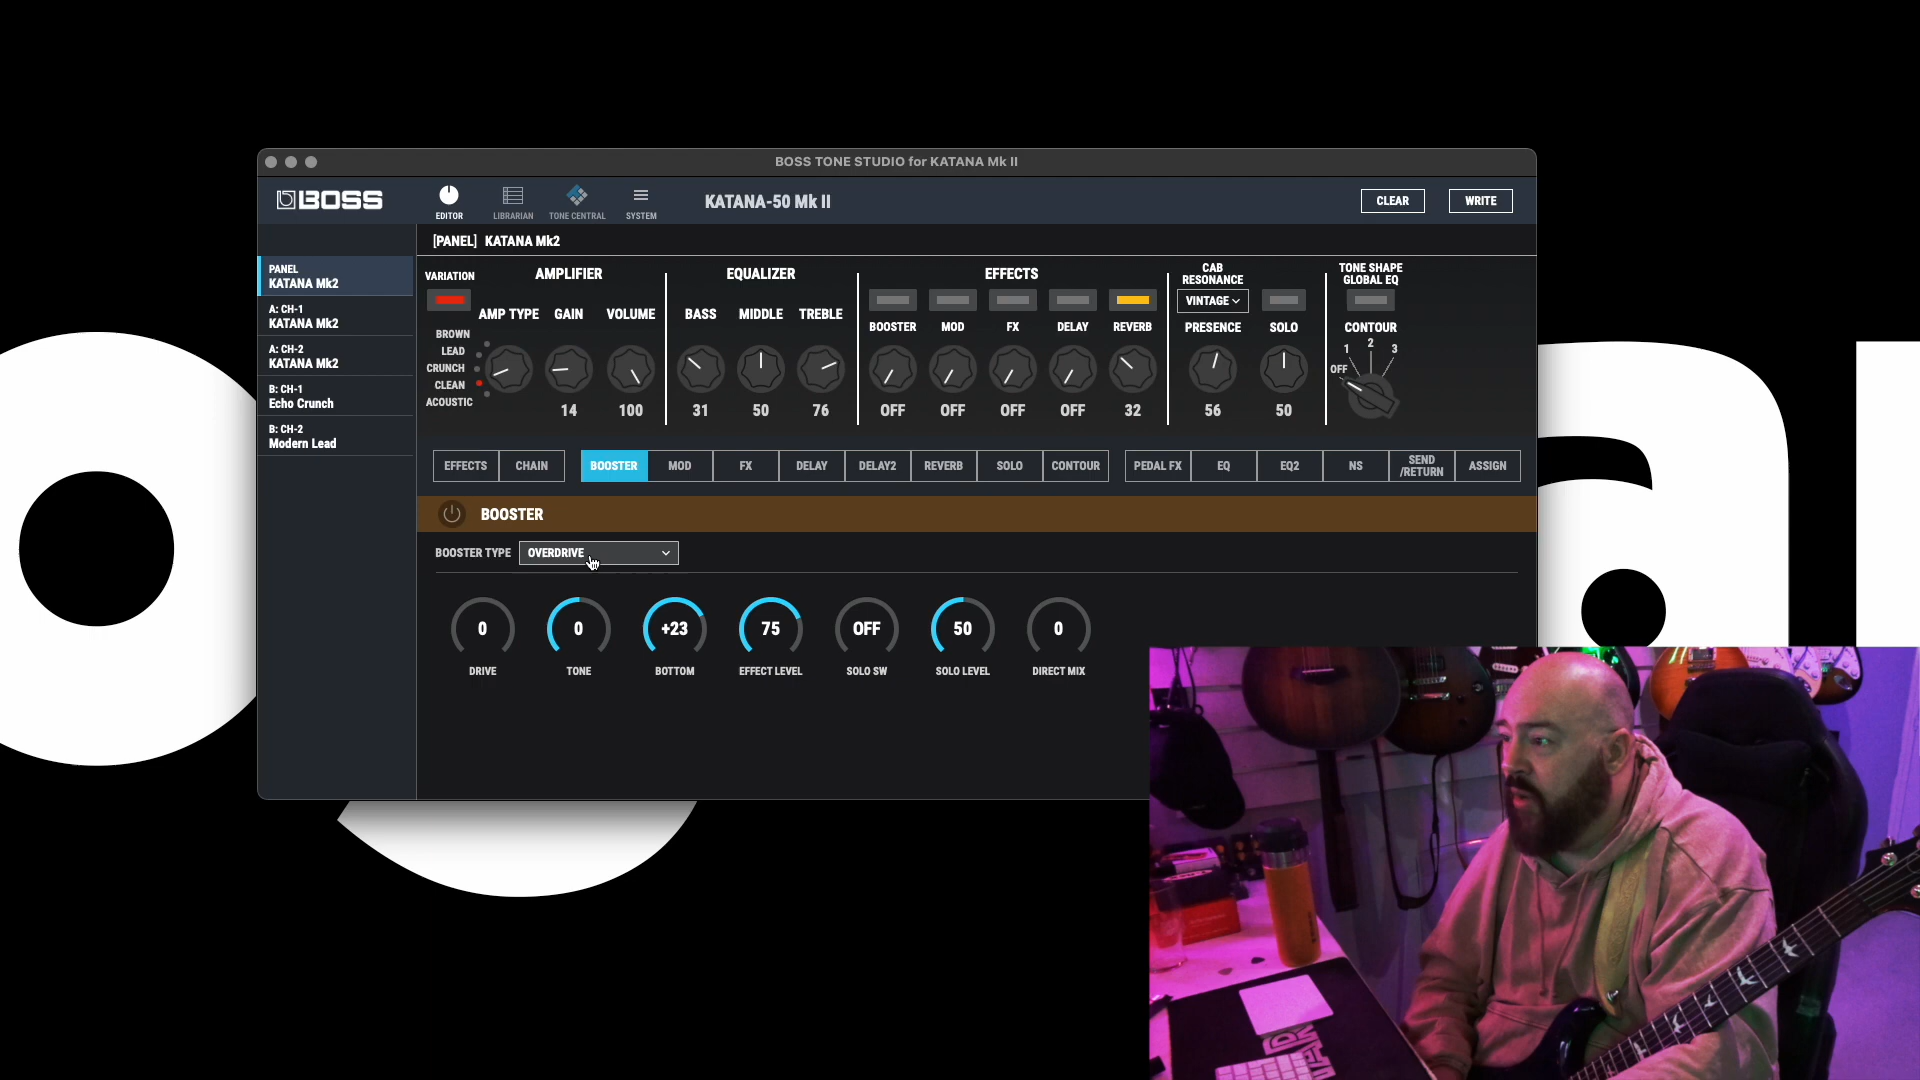 BOSS TONE STUDIO for KATANA Mk II
BOSS
EDITOR
LIBRARIAN
TONE CENTRAL
SYSTEM
KATANA-50 Mk II
CLEAR
WRITE
[PANEL] KATANA Mk2
PANEL
KATANA Mk2
A: CH-1
KATANA Mk2
A: CH-2
KATANA Mk2
B: CH-1
Echo Crunch
B: CH-2
Modern Lead
VARIATION
AMPLIFIER
AMP TYPE GAIN VOLUME
BROWN
LEAD
CRUNCH
CLEAN
ACOUSTIC
14 100
EQUALIZER
BASS MIDDLE TREBLE
31 50 76
EFFECTS
BOOSTER MOD FX DELAY REVERB
OFF OFF OFF OFF 32
CAB
RESONANCE
VINTAGE
PRESENCE SOLO
56 50
TONE SHAPE
GLOBAL EQ
CONTOUR
OFF 1 2 3
EFFECTS CHAIN BOOSTER MOD FX DELAY DELAY2 REVERB SOLO CONTOUR PEDAL FX EQ EQ2 NS SEND /RETURN ASSIGN
BOOSTER
BOOSTER TYPE OVERDRIVE
0 0 +23 75 OFF 50 0
DRIVE TONE BOTTOM EFFECT LEVEL SOLO SW SOLO LEVEL DIRECT MIX